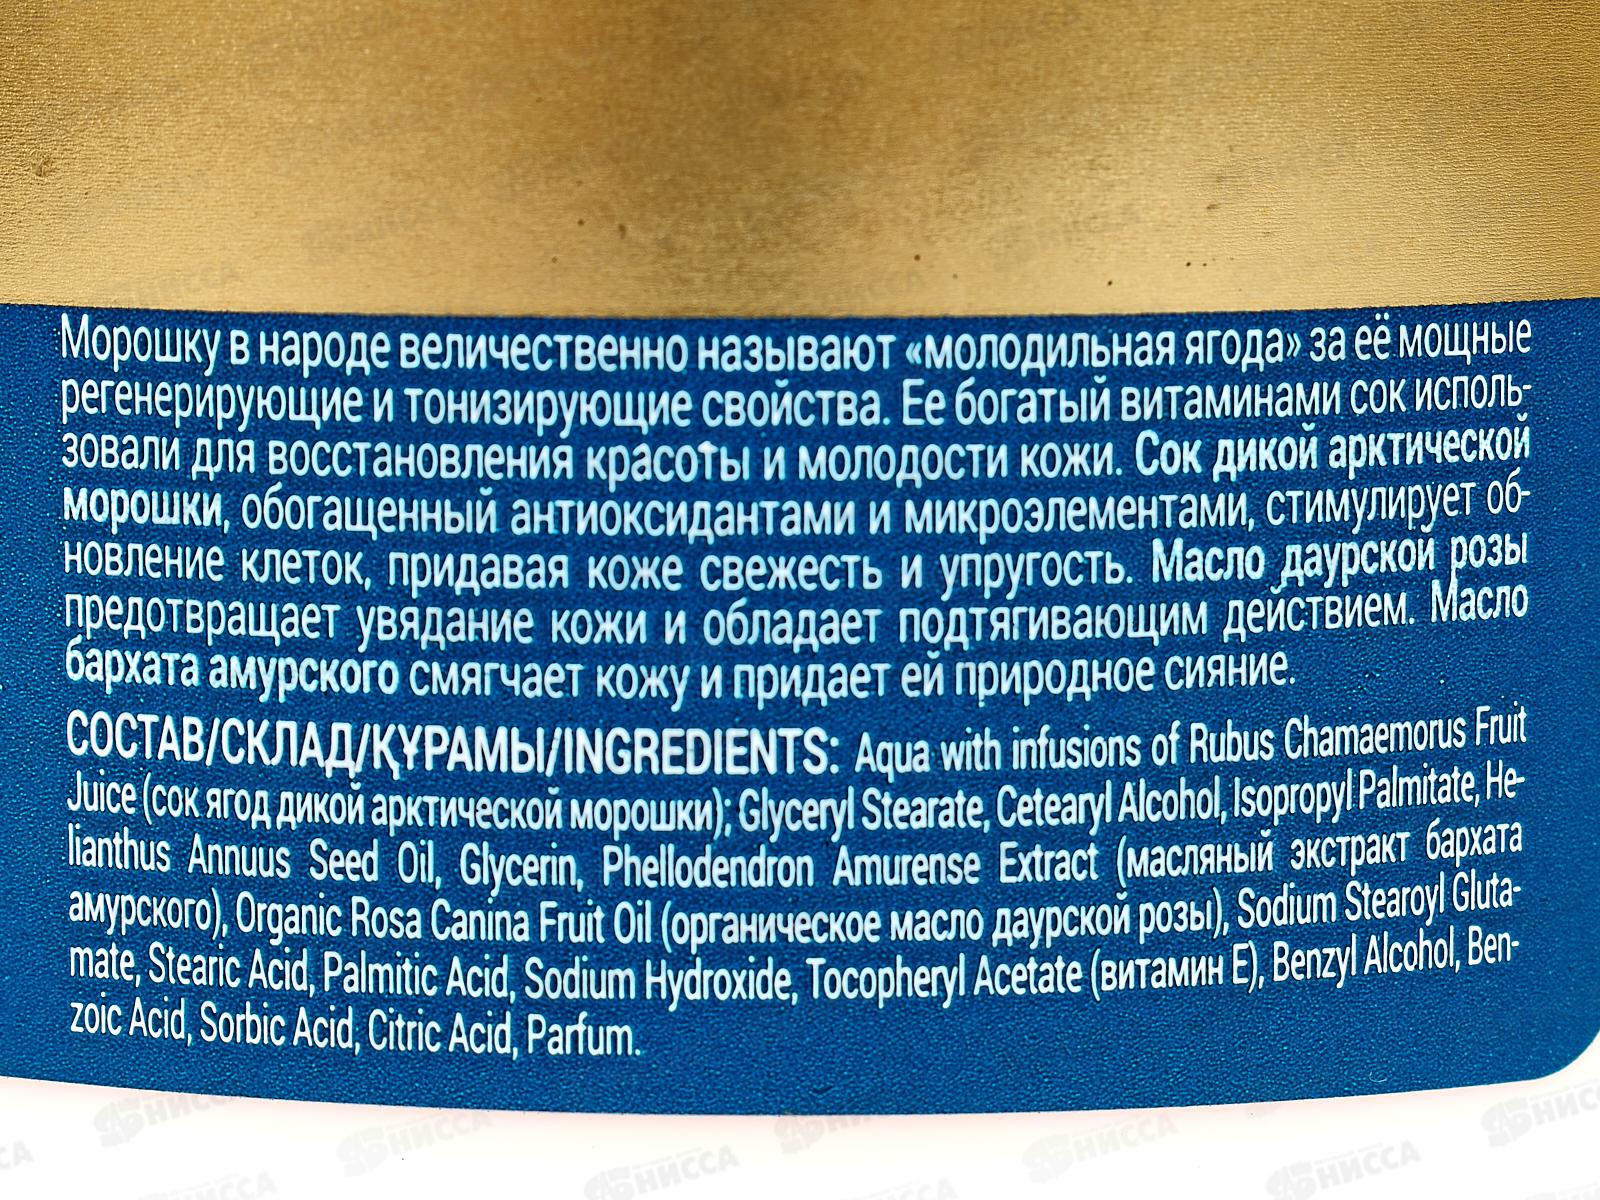 Морошку в народе величественно называют «молодильная ягода» за её мощные
регенерирующие и тонизирующие свойства. Ее богатый витаминами сок исполь-
зовали для восстановления красоты и молодости кожи. Сок дикой арктической
морошки, обогащенный антиоксидантами и микроэлементами, стимулирует об-
новление клеток, придавая коже свежесть и упругость. Масло даурской розы
предотвращает увядание кожи и обладает подтягивающим действием. Масло
бархата амурского смягчает кожу и придает ей природное сияние.
СОСТАВ/СКЛАД/ҚҰРАМЫ/INGREDIENTS: Aqua with infusions of Rubus Chamaemorus Fruit
Juice (сок ягод дикой арктической морошки); Glyceryl Stearate, Cetearyl Alcohol, Isopropyl Palmitate, He-
lianthus Annuus Seed Oil, Glycerin, Phellodendron Amurense Extract (масляный экстракт бархата
амурского), Organic Rosa Canina Fruit Oil (органическое масло даурской розы), Sodium Stearoyl Gluta-
mate, Stearic Acid, Palmitic Acid, Sodium Hydroxide, Tocopheryl Acetate (витамин Е), Benzyl Alcohol, Ben-
zoic Acid, Sorbic Acid, Citric Acid, Parfum.